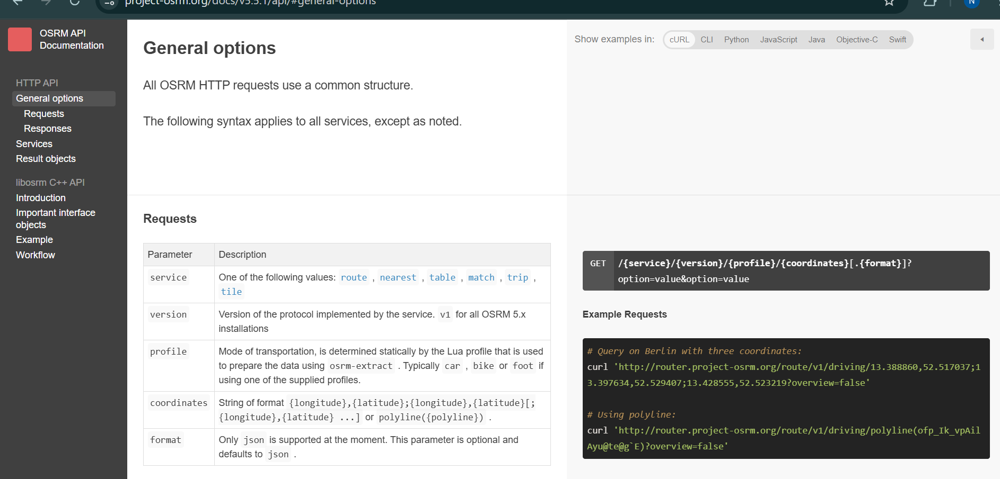 project-osrm.org/docs/v5.5.1/api/#general-options
N
OSRM API
Documentation
HTTP API
General options
Requests
Responses
Services
Result objects
libosrm C++ API
Introduction
Important interface
objects
Example
Workflow
General options
All OSRM HTTP requests use a common structure.
The following syntax applies to all services, except as noted.
Show examples in:
cURL CLI Python JavaScript Java Objective-C Swift
Requests
Parameter Description
service One of the following values: route , nearest , table , match , trip ,
tile
version Version of the protocol implemented by the service. v1 for all OSRM 5.x
installations
profile Mode of transportation, is determined statically by the Lua profile that is used
to prepare the data using osrm-extract . Typically car , bike or foot if
using one of the supplied profiles.
coordinates String of format {longitude},{latitude};{longitude},{latitude}[;
{longitude},{latitude} ...] or polyline({polyline}) .
format Only json is supported at the moment. This parameter is optional and
defaults to json .
GET /{service}/{version}/{profile}/{coordinates}[.{format}]?
option=value&option=value
Example Requests
# Query on Berlin with three coordinates:
curl 'http://router.project-osrm.org/route/v1/driving/13.388860,52.517037;1
3.397634,52.529407;13.428555,52.523219?overview=false'
# Using polyline:
curl 'http://router.project-osrm.org/route/v1/driving/polyline(ofp_Ik_vpAil
Ayu@te@g`E)?overview=false'